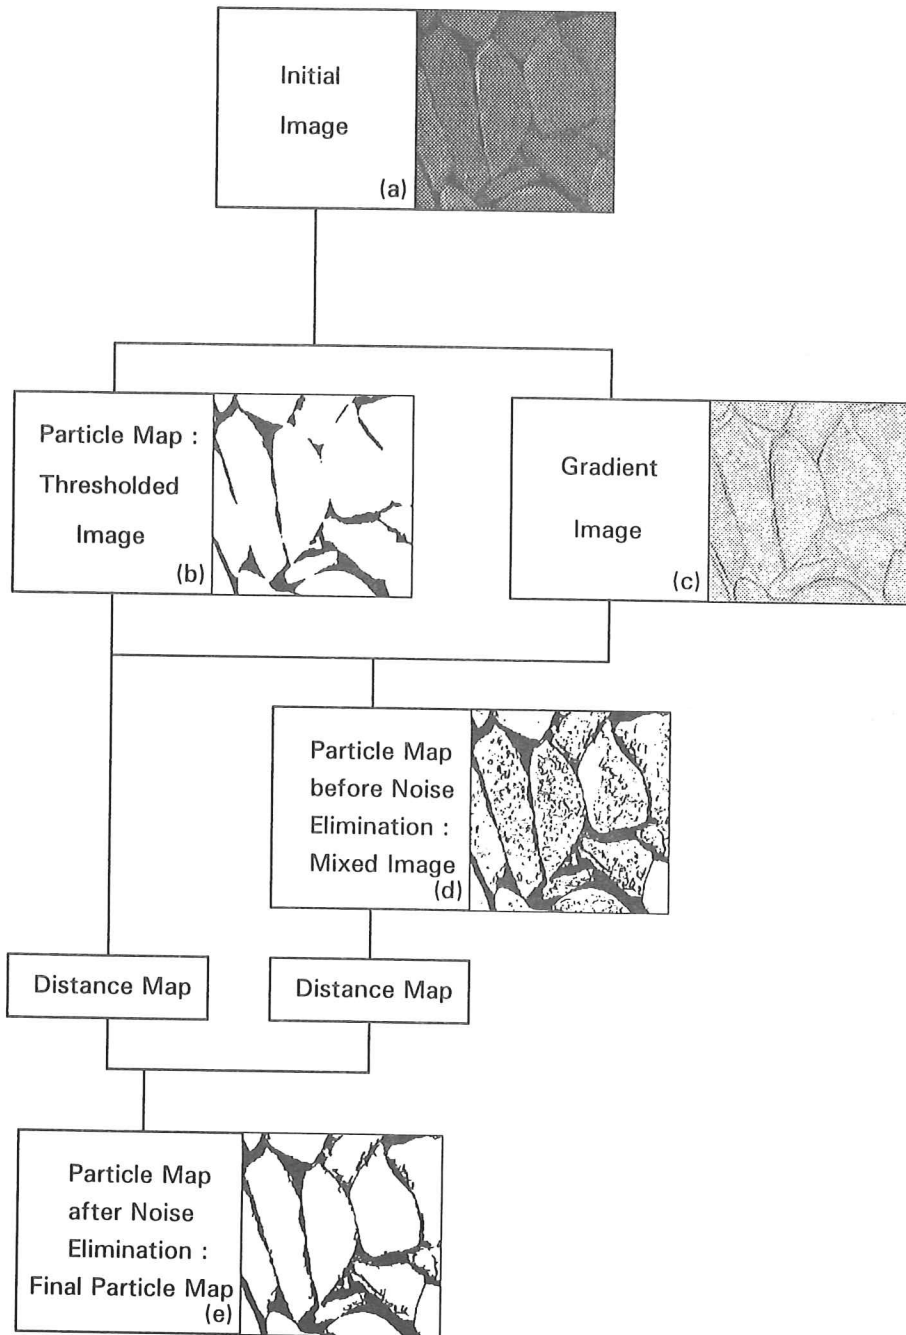 Initial
Image
(a)
Particle Map :
Thresholded
Image
(b)
Gradient
Image
(c)
Particle Map
before Noise
Elimination :
Mixed Image
(d)
Distance Map
Distance Map
Particle Map
after Noise
Elimination :
Final Particle Map
(e)